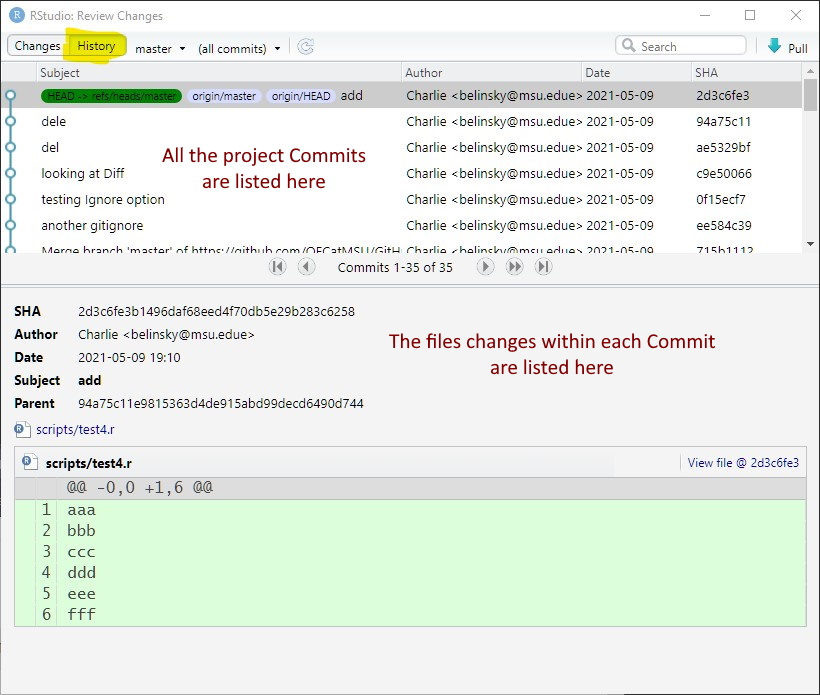 RStudio: Review Changes
Changes History master (all commits) Search Pull
Subject Author Date SHA
HEAD -> refs/heads/master origin/master origin/HEAD add Charlie <belinsky@msu.edue> 2021-05-09 2d3c6fe3
dele Charlie <belinsky@msu.edue> 2021-05-09 94a75c11
del Charlie <belinsky@msu.edue> 2021-05-09 ae5329bf
looking at Diff Charlie <belinsky@msu.edue> 2021-05-09 c9e50066
testing Ignore option Charlie <belinsky@msu.edue> 2021-05-09 0f15ecf7
another gitignore Charlie <belinsky@msu.edue> 2021-05-09 ee584c39
Merge branch 'master' of https://github.com/QFCatMSU/GitH Charlie <belinsky@msu.edue> 2021-05-09 715b1112
All the project Commits
are listed here
Commits 1-35 of 35
SHA 2d3c6fe3b1496daf68eed4f70db5e29b283c6258
Author Charlie <belinsky@msu.edue>
Date 2021-05-09 19:10
Subject add
Parent 94a75c11e9815363d4de915abd99decd6490d744
The files changes within each Commit
are listed here
scripts/test4.r
scripts/test4.r View file @ 2d3c6fe3
@@ -0,0 +1,6 @@
1 aaa
2 bbb
3 ccc
4 ddd
5 eee
6 fff